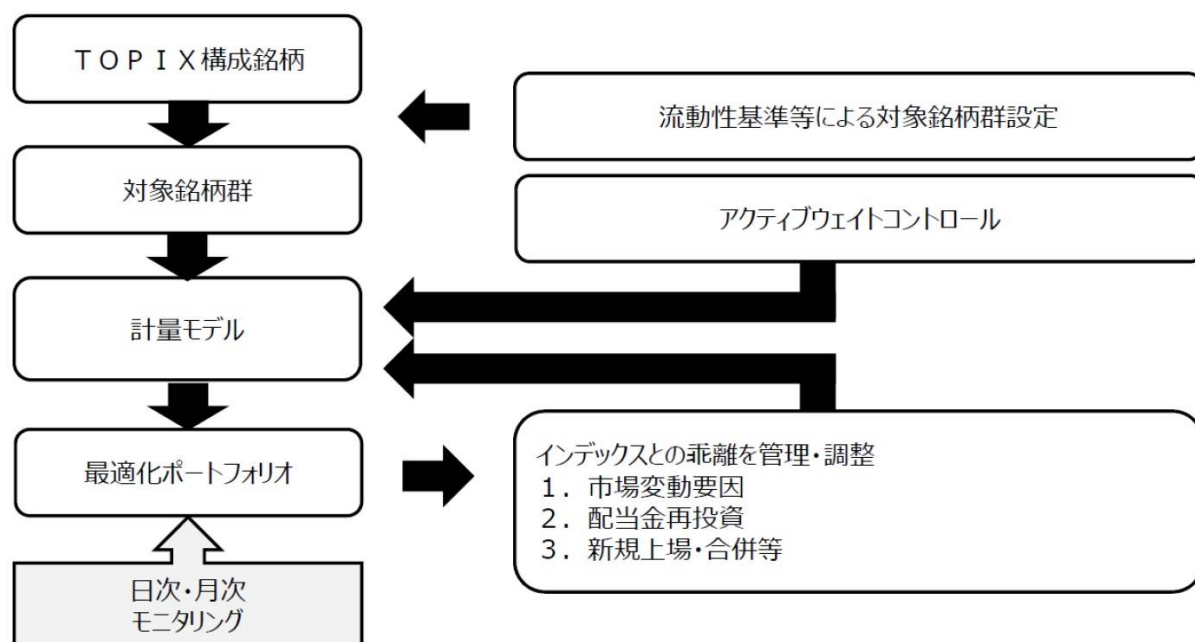 ＴＯＰＩＸ構成銘柄
流動性基準等による対象銘柄群設定
対象銘柄群
アクティブウェイトコントロール
計量モデル
最適化ポートフォリオ
インデックスとの乖離を管理・調整
１．市場変動要因
２．配当金再投資
３．新規上場・合併等
日次・月次
モニタリング